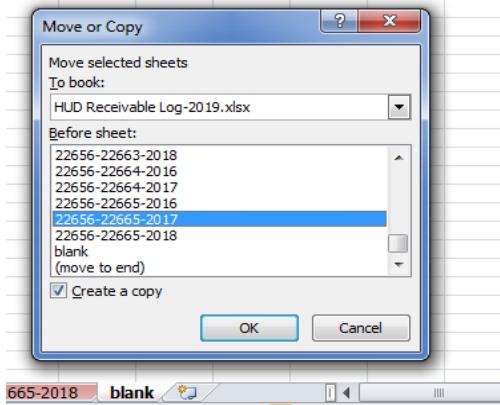 Move or Copy
Move selected sheets
To book:
HUD Receivable Log-2019.xlsx
Before sheet:
22656-22663-2018
22656-22664-2016
22656-22664-2017
22656-22665-2016
22656-22665-2017
22656-22665-2018
blank
(move to end)
Create a copy
OK Cancel
665-2018 blank